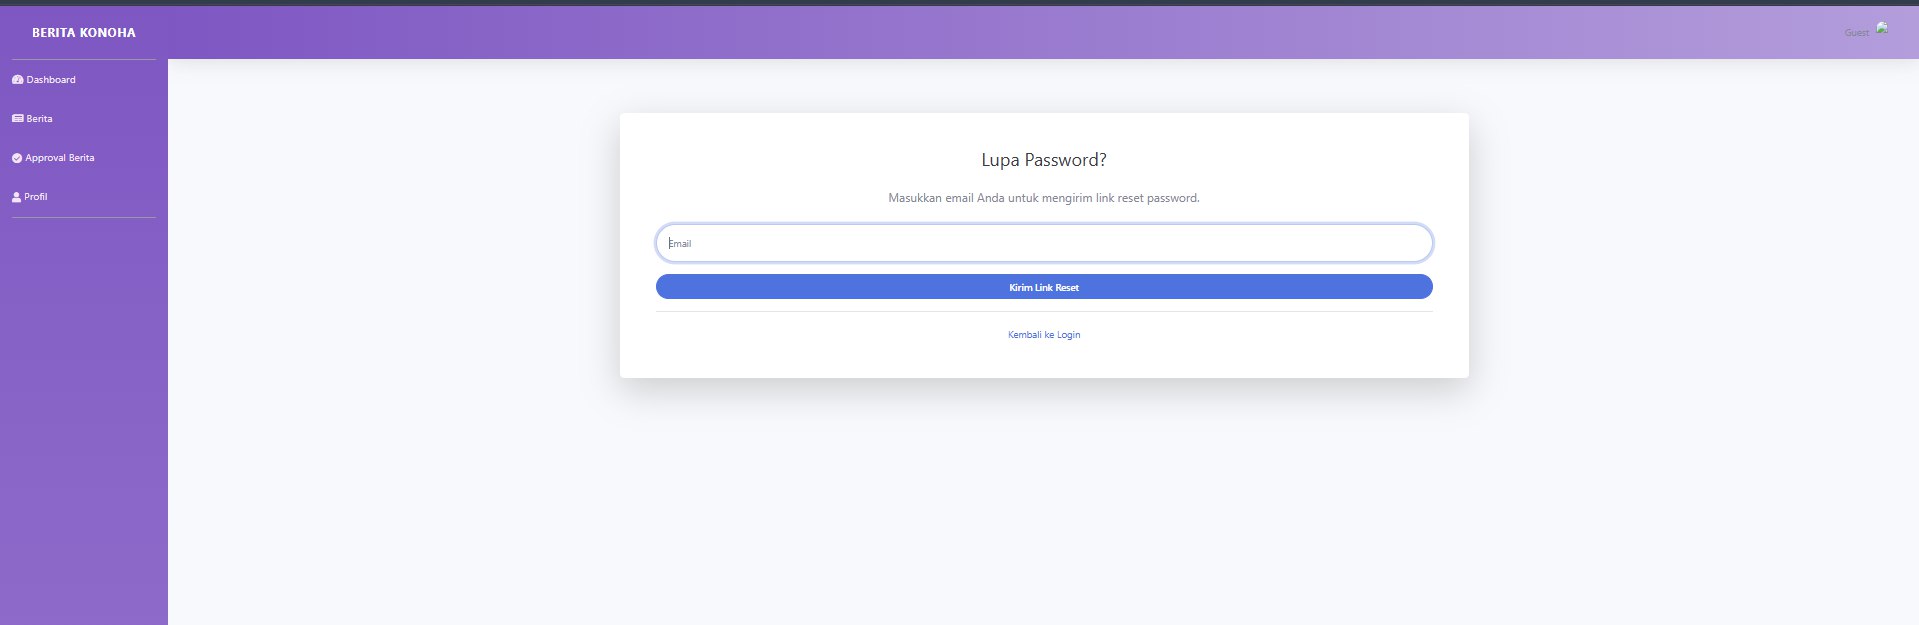 BERITA KONOHA
Guest
Dashboard
Berita
Approval Berita
Profil
Lupa Password?
Masukkan email Anda untuk mengirim link reset password.
Email
Kirim Link Reset
Kembali ke Login